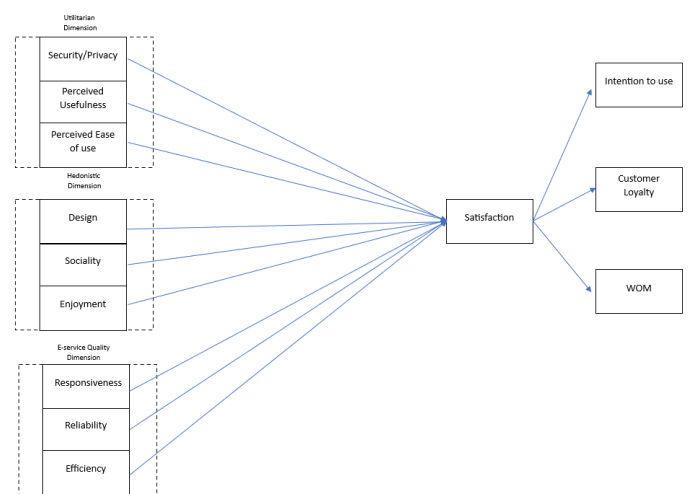 Utilitarian
Dimension
Security/Privacy
Perceived
Usefulness
Perceived Ease
of use
Hedonistic
Dimension
Design
Sociality
Enjoyment
E-service Quality
Dimension
Responsiveness
Reliability
Efficiency
Satisfaction
Intention to use
Customer
Loyalty
WOM